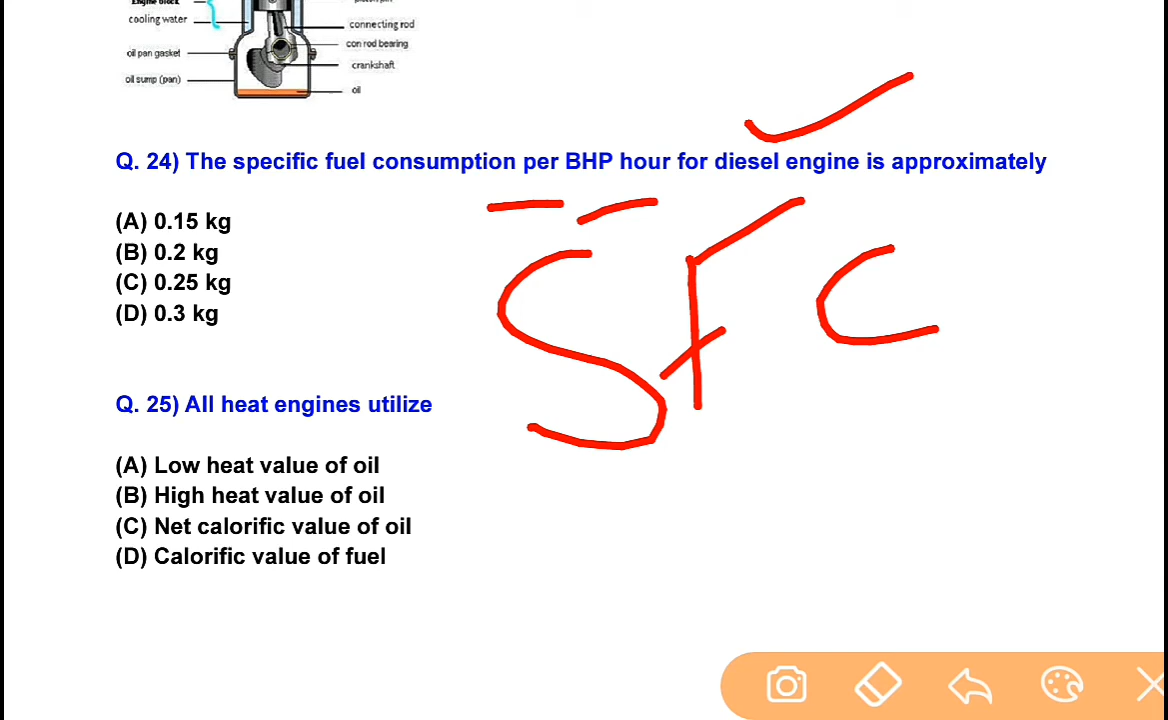 Engine block
cooling water
connecting rod
con rod bearing
oil pan gasket
crankshaft
oil sump (pan)
oil
Q. 24) The specific fuel consumption per BHP hour for diesel engine is approximately
(A) 0.15 kg
(B) 0.2 kg
(C) 0.25 kg
(D) 0.3 kg
SFC
Q. 25) All heat engines utilize
(A) Low heat value of oil
(B) High heat value of oil
(C) Net calorific value of oil
(D) Calorific value of fuel